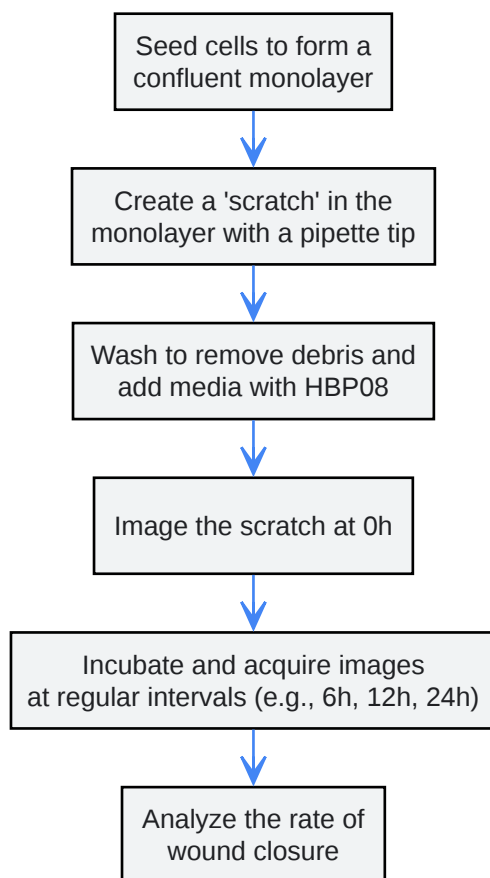 Seed cells to form a
confluent monolayer
Create a 'scratch' in the
monolayer with a pipette tip
Wash to remove debris and
add media with HBP08
Image the scratch at 0h
Incubate and acquire images
at regular intervals (e.g., 6h, 12h, 24h)
Analyze the rate of
wound closure